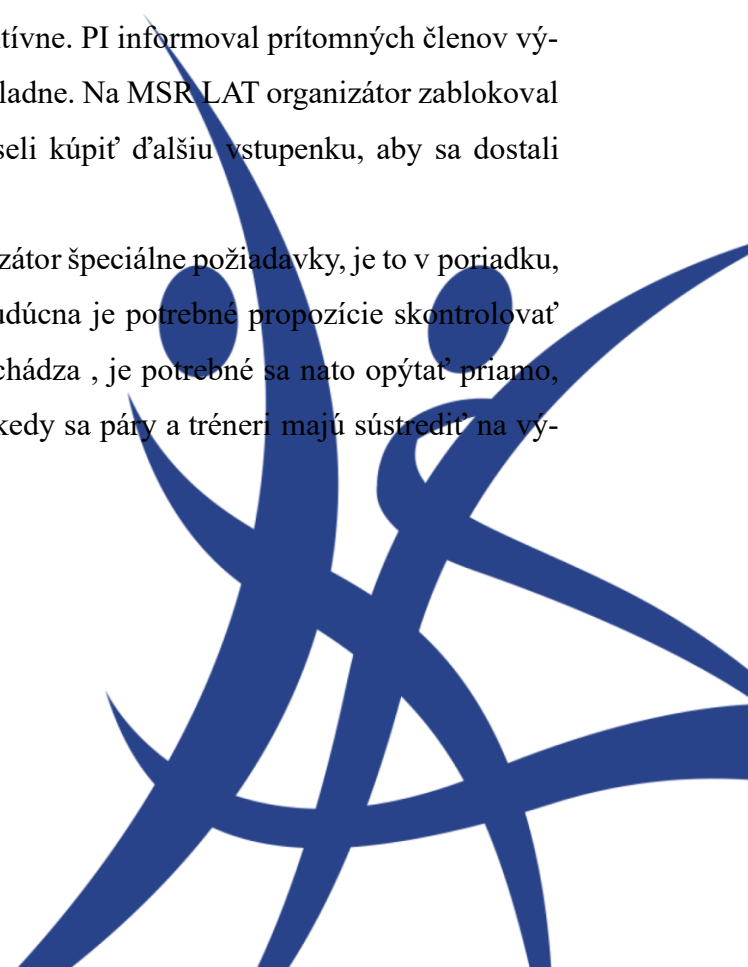 tívne. PI informoval prítomných členov vý-
ladne. Na MSR LAT organizátor zablokoval
seli kúpiť ďalšiu vstupenku, aby sa dostali
zátor špeciálne požiadavky, je to v poriadku,
udúcna je potrebné propozície skontrolovať
chádza , je potrebné sa nato opýtať priamo,
kedy sa páry a tréneri majú sústrediť na vý-